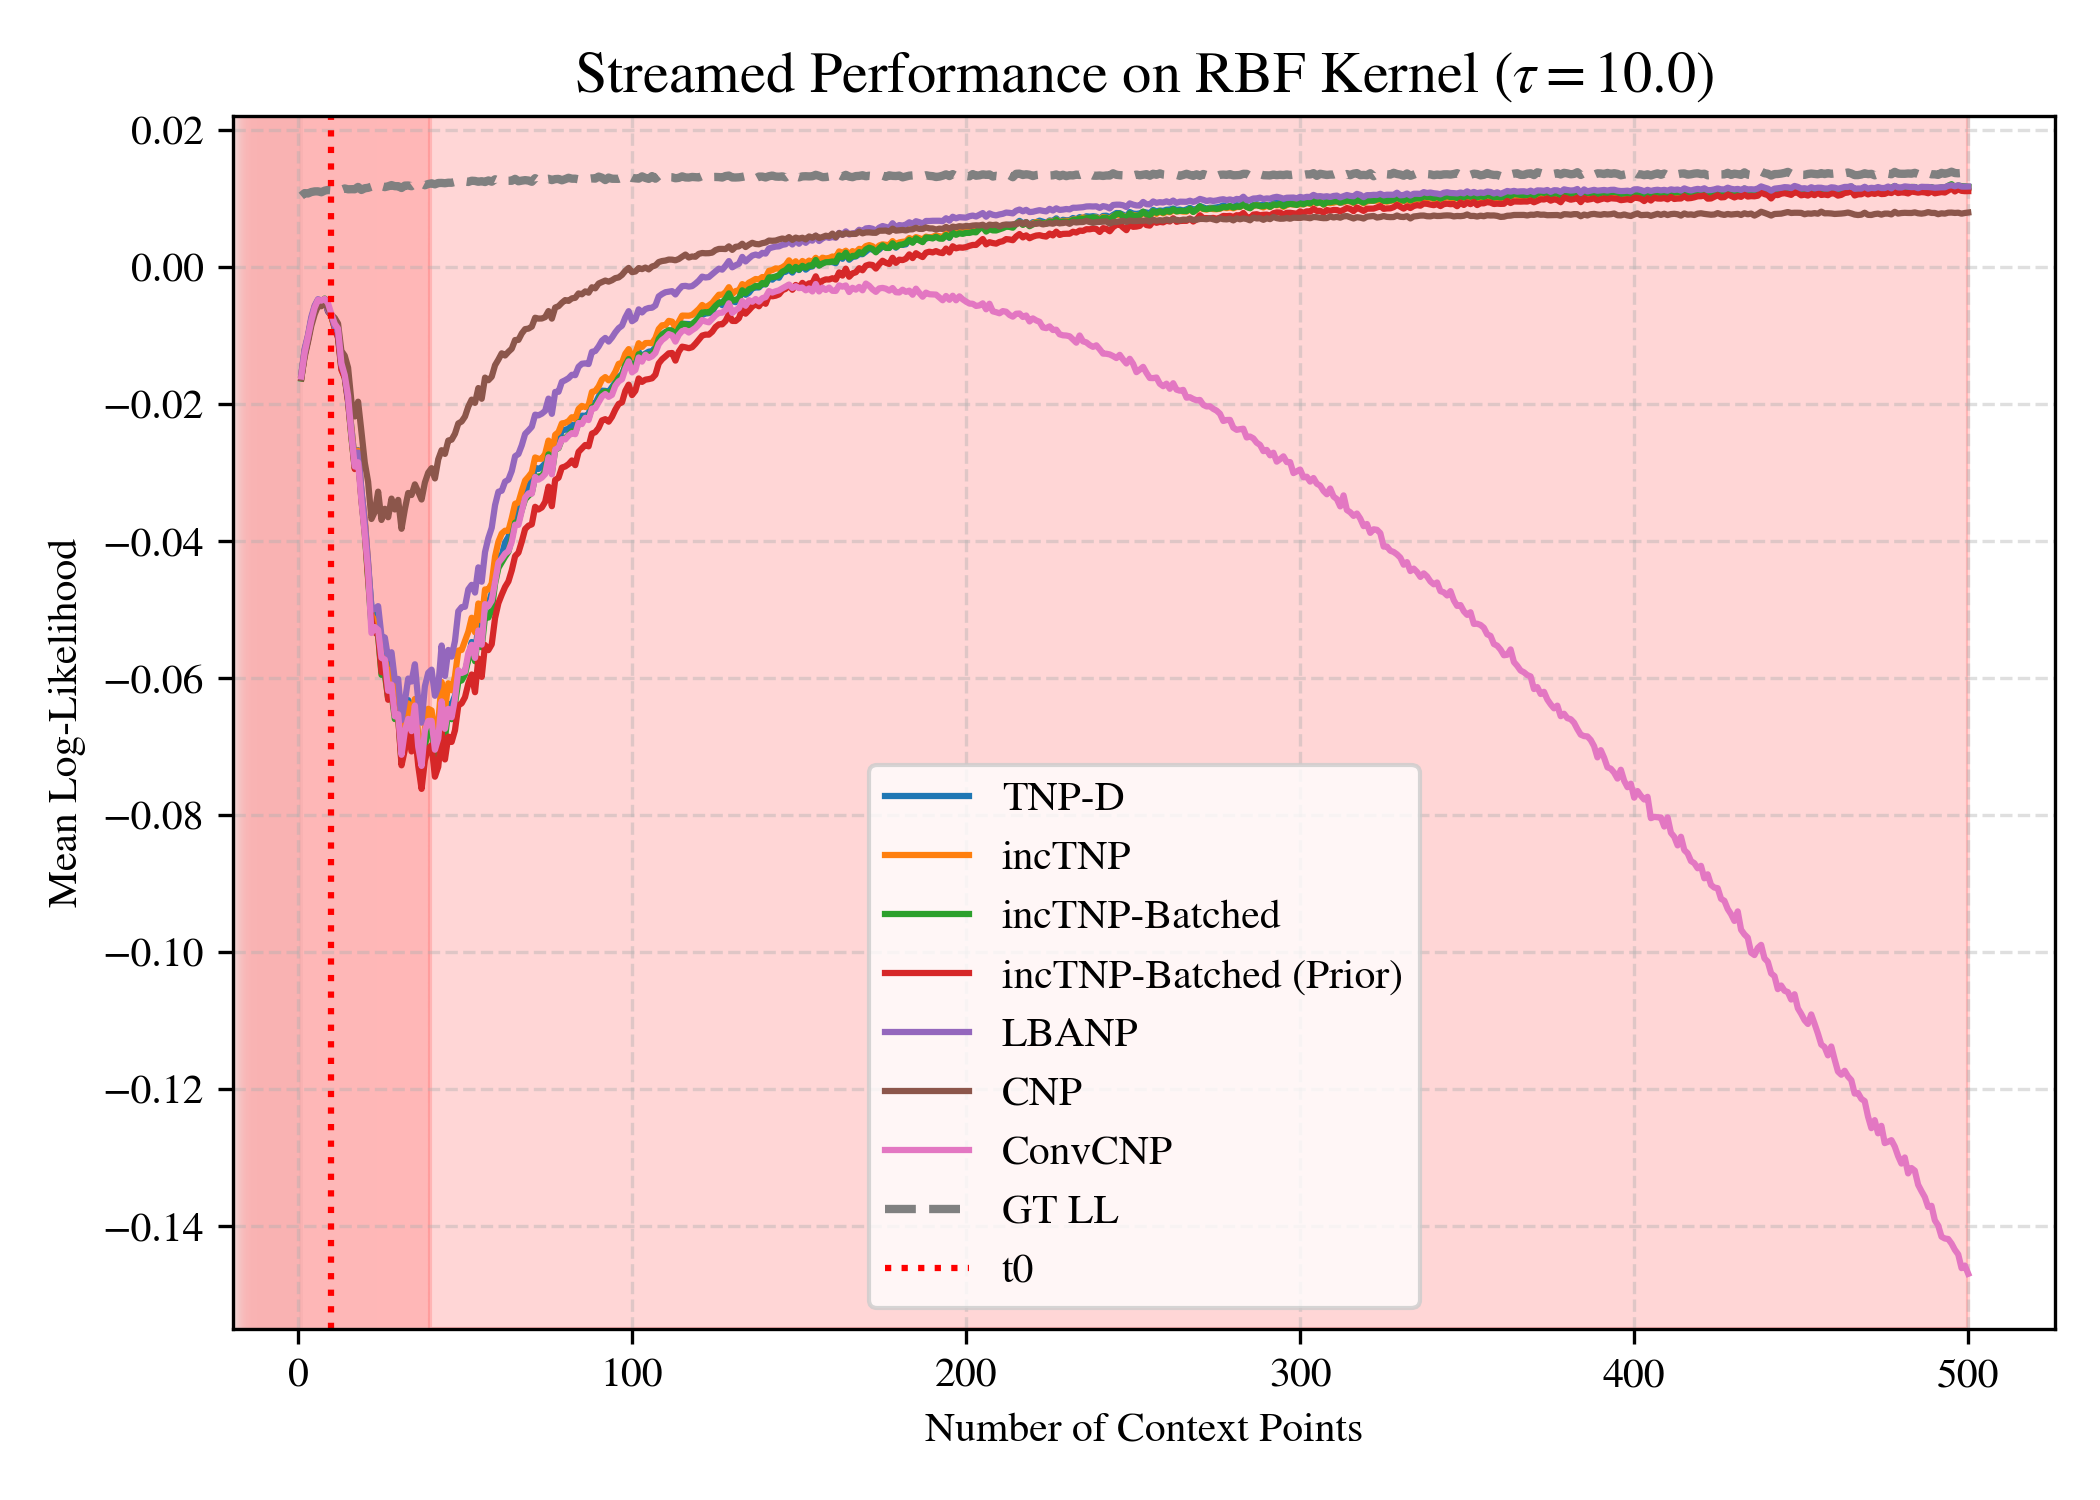 Streamed Performance on RBF Kernel (τ = 10.0)
0.02
0.00
−0.02
−0.04
−0.06
−0.08
−0.10
−0.12
−0.14
Mean Log-Likelihood
TNP-D
incTNP
incTNP-Batched
incTNP-Batched (Prior)
LBANP
CNP
ConvCNP
GT LL
t0
0 100 200 300 400 500
Number of Context Points